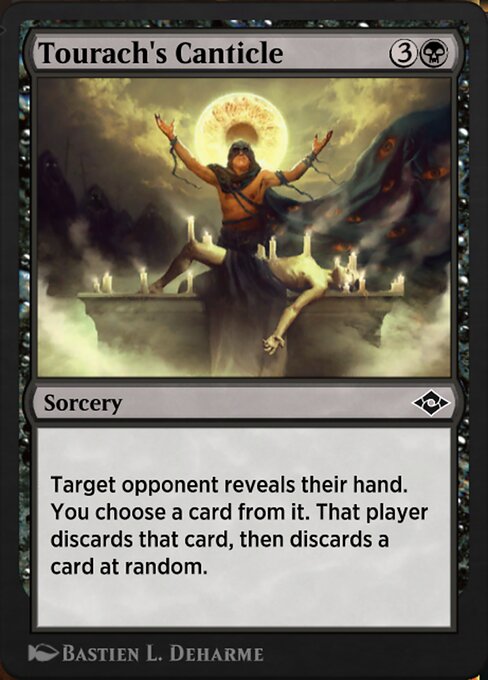 Tourach's Canticle 3
Sorcery
Target opponent reveals their hand.
You choose a card from it. That player
discards that card, then discards a
card at random.
Bastien L. Deharme